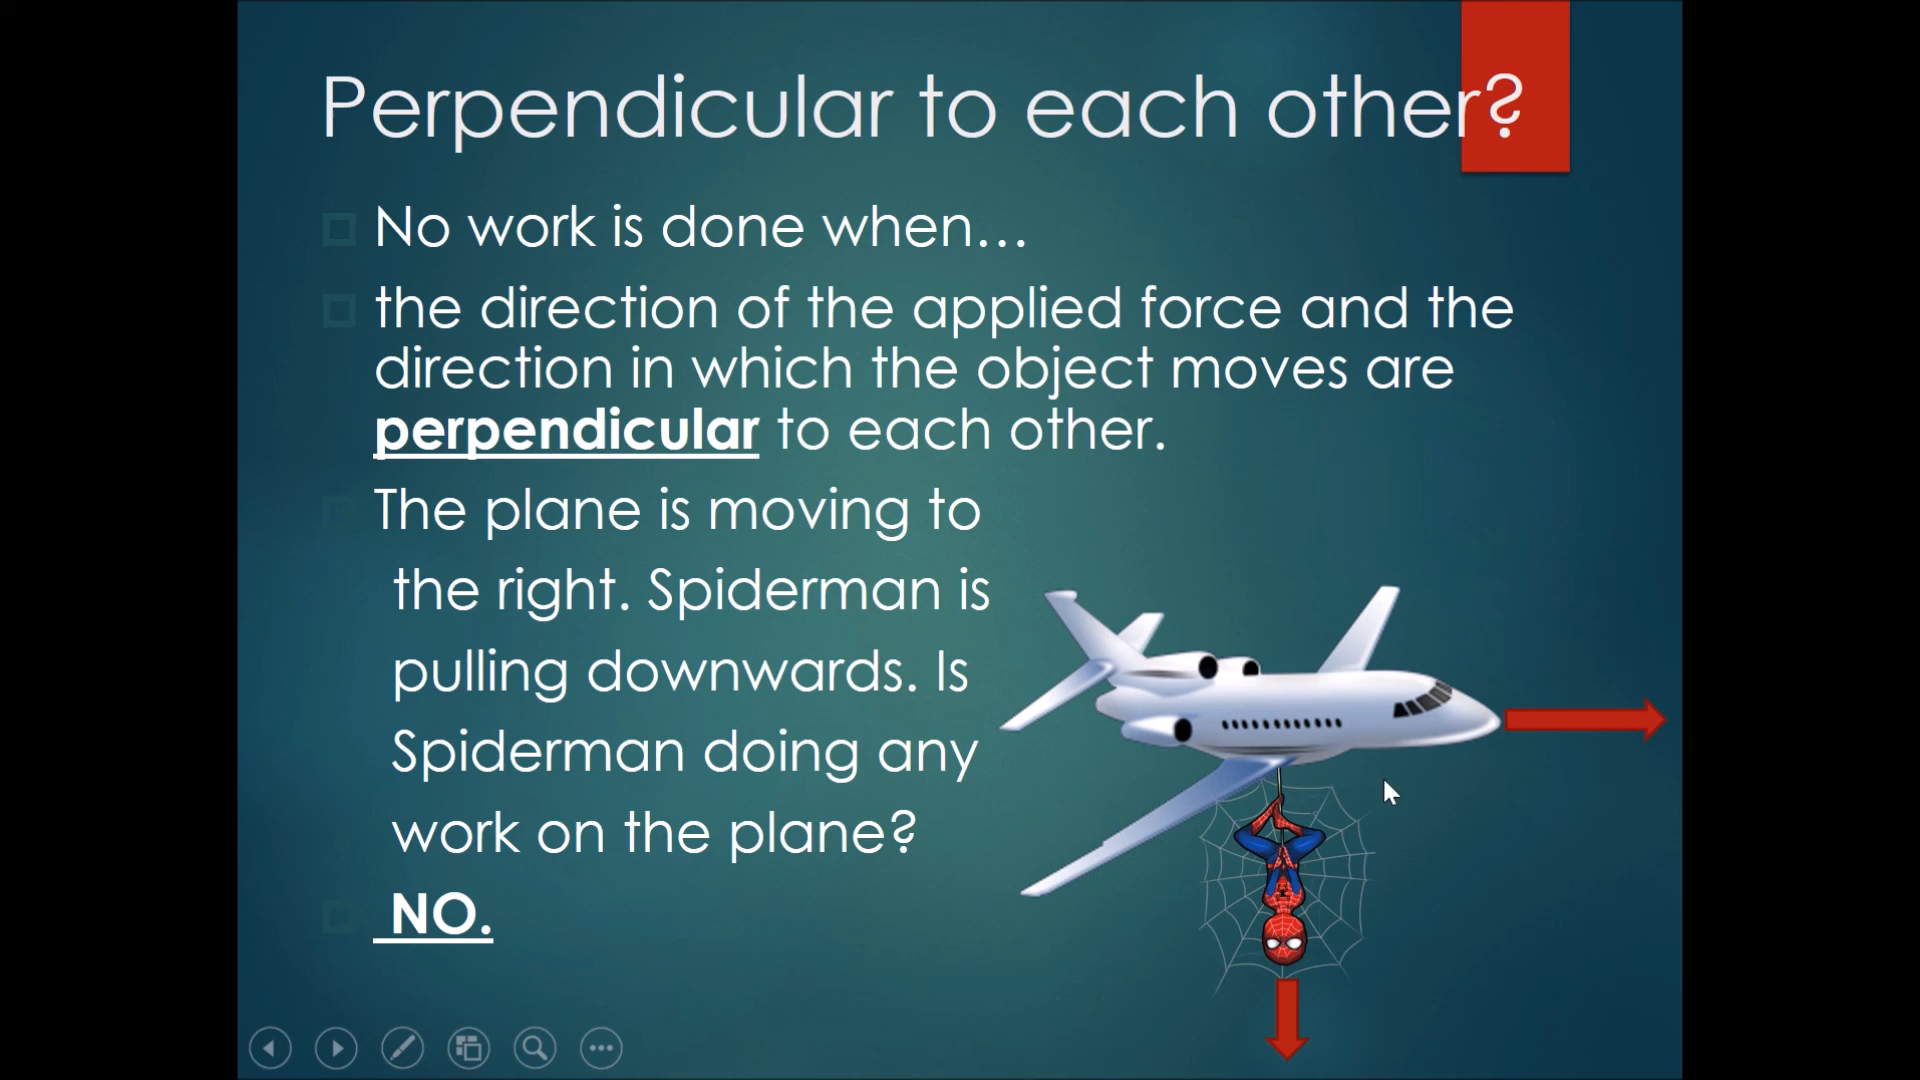 Perpendicular to each other?
No work is done when…
the direction of the applied force and the
direction in which the object moves are
perpendicular to each other.
The plane is moving to
the right. Spiderman is
pulling downwards. Is
Spiderman doing any
work on the plane?
NO.